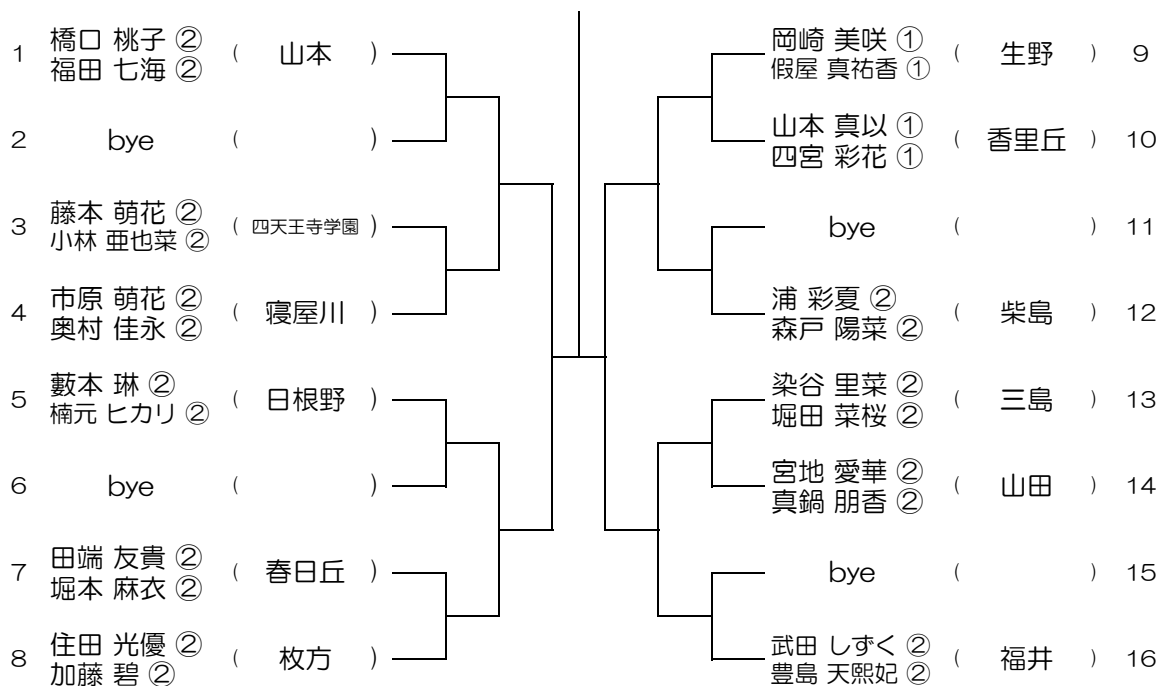 1 橋口 桃子 ② ( 山本 )
福田 七海 ②
2 bye ( )
3 藤本 萌花 ② ( 四天王寺学園 )
小林 亜也菜 ②
4 市原 萌花 ② ( 寝屋川 )
奥村 佳永 ②
5 藪本 琳 ② ( 日根野 )
楠元 ヒカリ ②
6 bye ( )
7 田端 友貴 ② ( 春日丘 )
堀本 麻衣 ②
8 住田 光優 ② ( 枚方 )
加藤 碧 ②
岡崎 美咲 ① ( 生野 ) 9
假屋 真祐香 ①
山本 真以 ① ( 香里丘 ) 10
四宮 彩花 ①
bye ( ) 11
浦 彩夏 ② ( 柴島 ) 12
森戸 陽菜 ②
染谷 里菜 ② ( 三島 ) 13
堀田 菜桜 ②
宮地 愛華 ② ( 山田 ) 14
真鍋 朋香 ②
bye ( ) 15
武田 しずく ② ( 福井 ) 16
豊島 天熙妃 ②